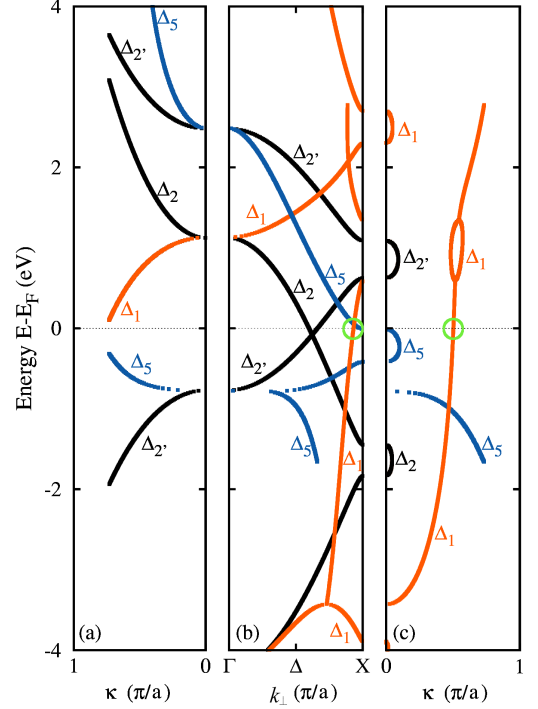 4
2
0
-2
-4
Energy E-E_F (eV)
Δ5
Δ2'
Δ2
Δ1
Δ5
Δ2'
(a)
1
0
κ (π/a)
Δ2'
Δ1
Δ5
Δ2
Δ2'
Δ5
Δ1
Δ1
(b)
Γ
Δ
X
k⊥ (π/a)
Δ1
Δ2'
Δ1
Δ5
Δ5
Δ2
Δ1
(c)
0
1
κ (π/a)